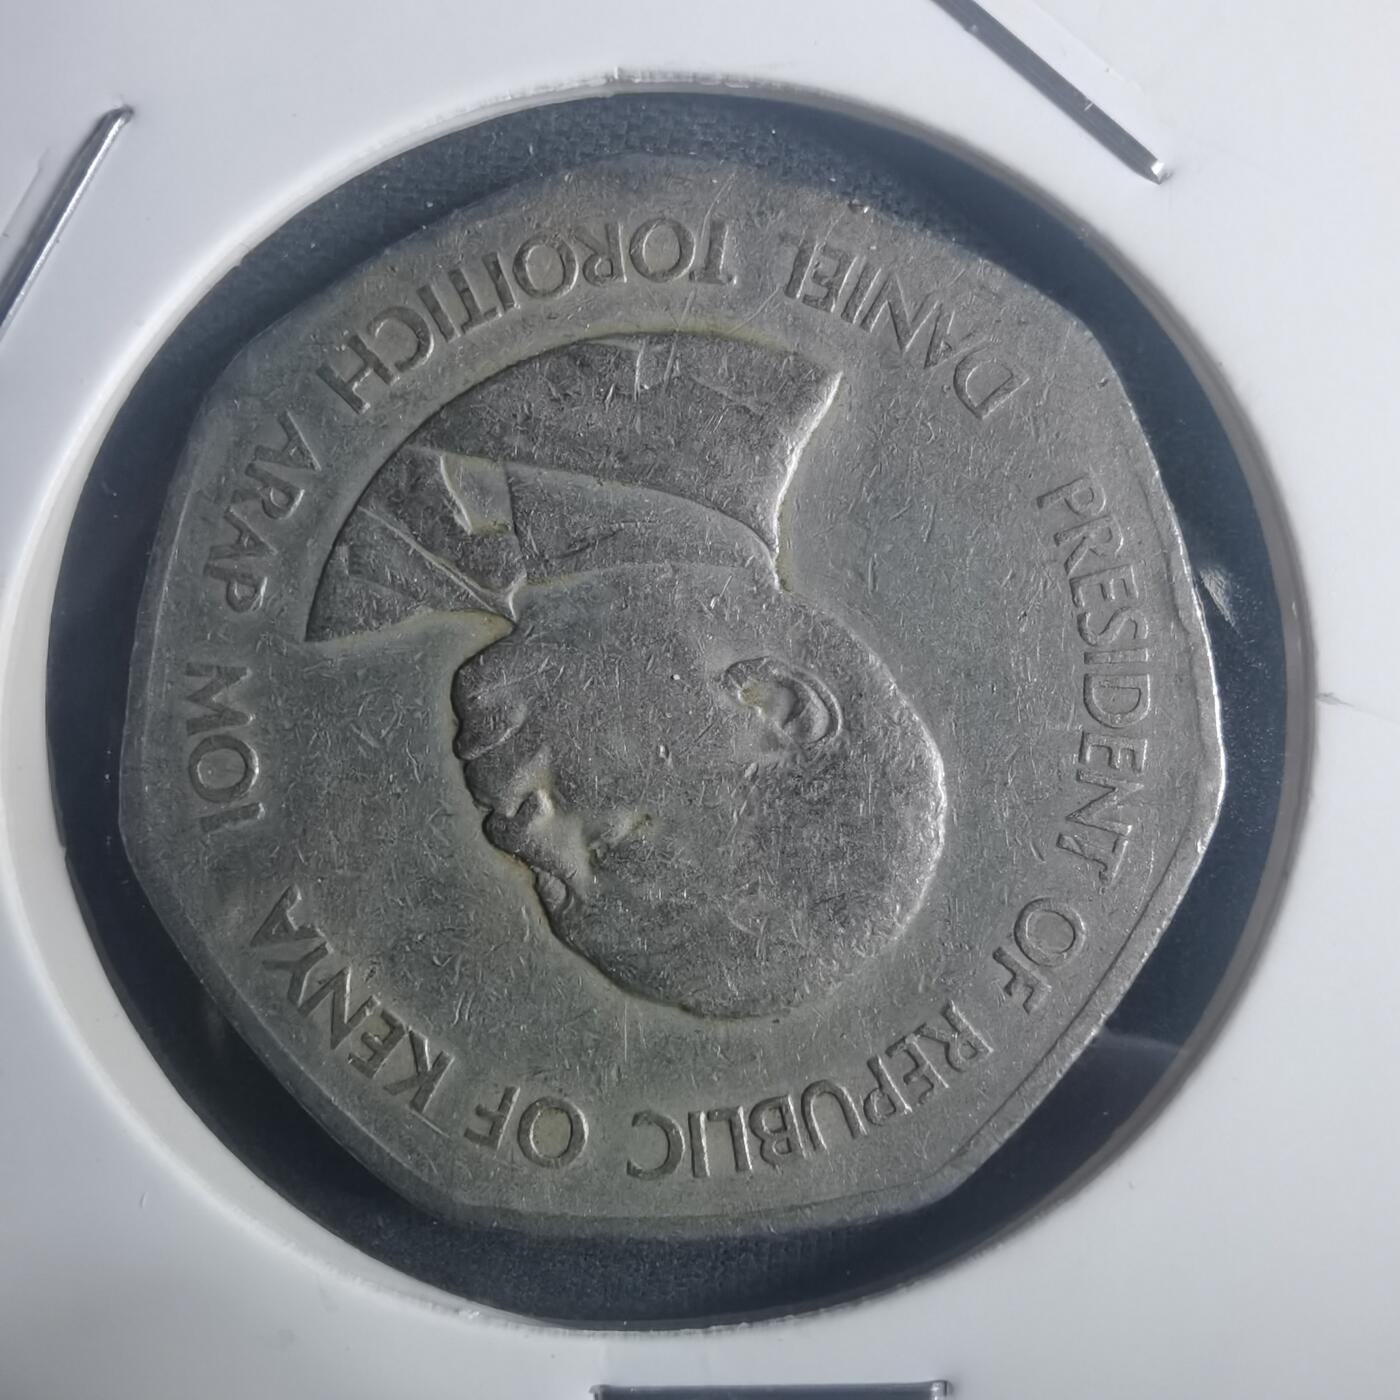 PRESIDENT OF REPUBLIC OF KENYA
DANIEL TOROITICH ARAP MOI